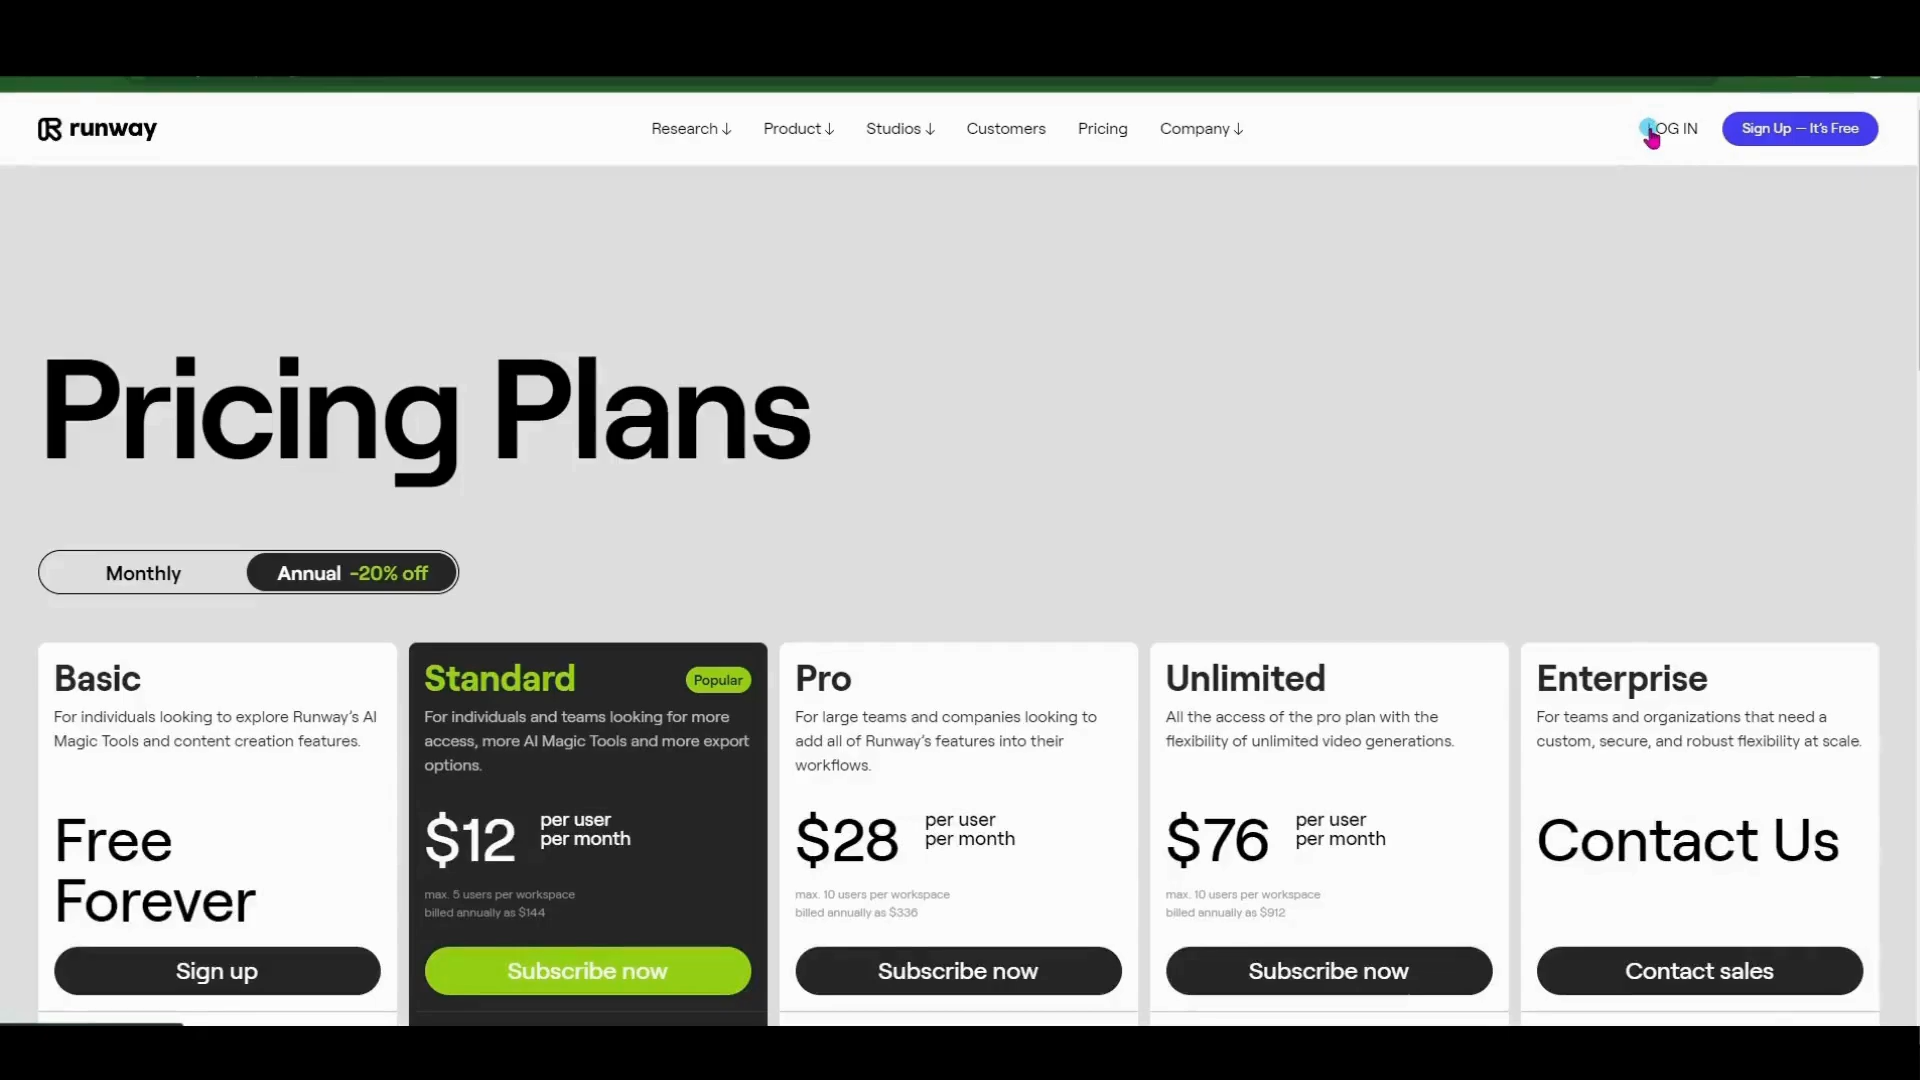 runway
Research ↓
Product ↓
Studios ↓
Customers
Pricing
Company ↓
LOG IN
Sign Up — It's Free
Pricing Plans
Monthly
Annual -20% off
Basic
For individuals looking to explore Runway's AI
Magic Tools and content creation features.
Free
Forever
Sign up
Standard
Popular
For individuals and teams looking for more
access, more AI Magic Tools and more export
options.
$12
per user
per month
max. 5 users per workspace
billed annually as $144
Subscribe now
Pro
For large teams and companies looking to
add all of Runway's features into their
workflows.
$28
per user
per month
max. 10 users per workspace
billed annually as $336
Subscribe now
Unlimited
All the access of the pro plan with the
flexibility of unlimited video generations.
$76
per user
per month
max. 10 users per workspace
billed annually as $912
Subscribe now
Enterprise
For teams and organizations that need a
custom, secure, and robust flexibility at scale.
Contact Us
Contact sales